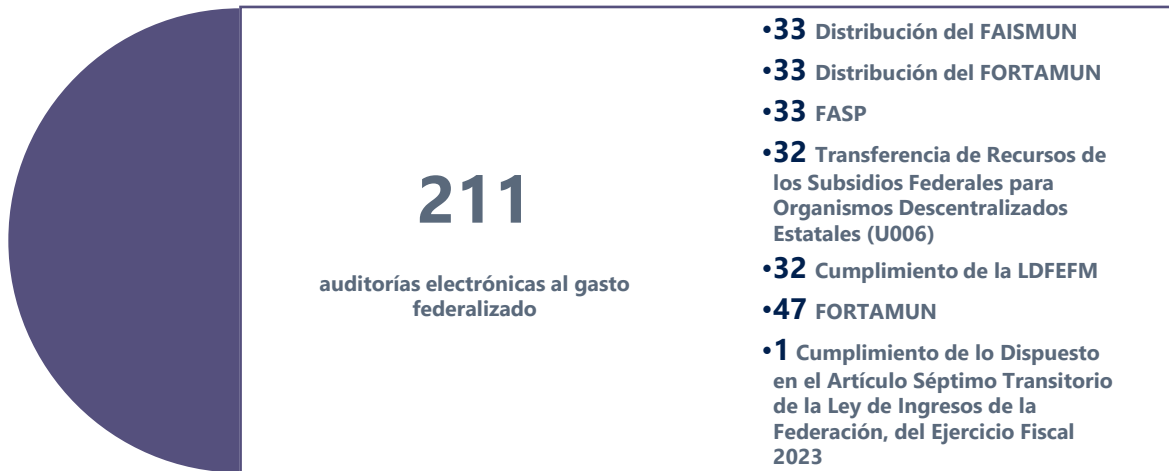 211
auditorías electrónicas al gasto
federalizado
•33 Distribución del FAISMUN
•33 Distribución del FORTAMUN
•33 FASP
•32 Transferencia de Recursos de
los Subsidios Federales para
Organismos Descentralizados
Estatales (U006)
•32 Cumplimiento de la LDFEFM
•47 FORTAMUN
•1 Cumplimiento de lo Dispuesto
en el Artículo Séptimo Transitorio
de la Ley de Ingresos de la
Federación, del Ejercicio Fiscal
2023